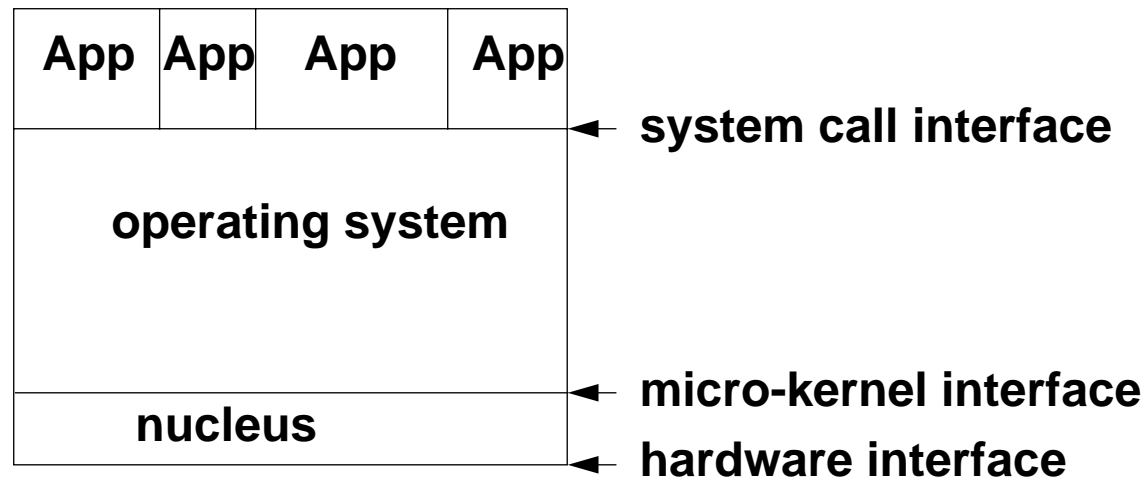 App App App App
system call interface
operating system
micro-kernel interface
nucleus
hardware interface